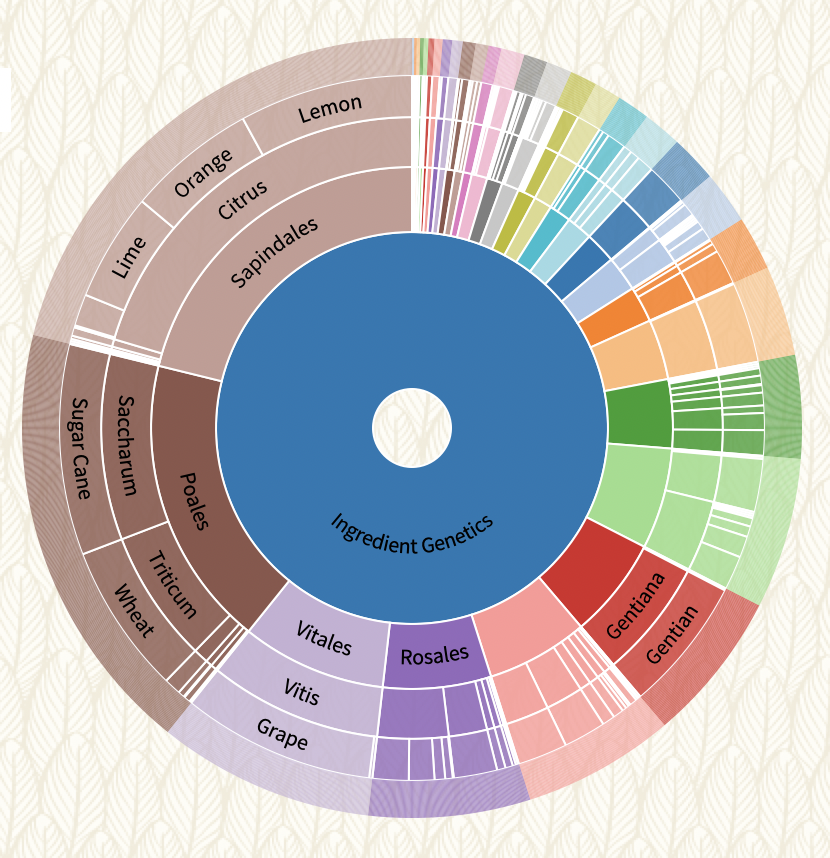 Lemon
Orange
Citrus
Lime
Sapindales
Sugar Cane
Saccharum
Poales
Triticum
Wheat
Vitales
Vitis
Grape
Rosales
Gentiana
Gentian
Ingredient Genetics